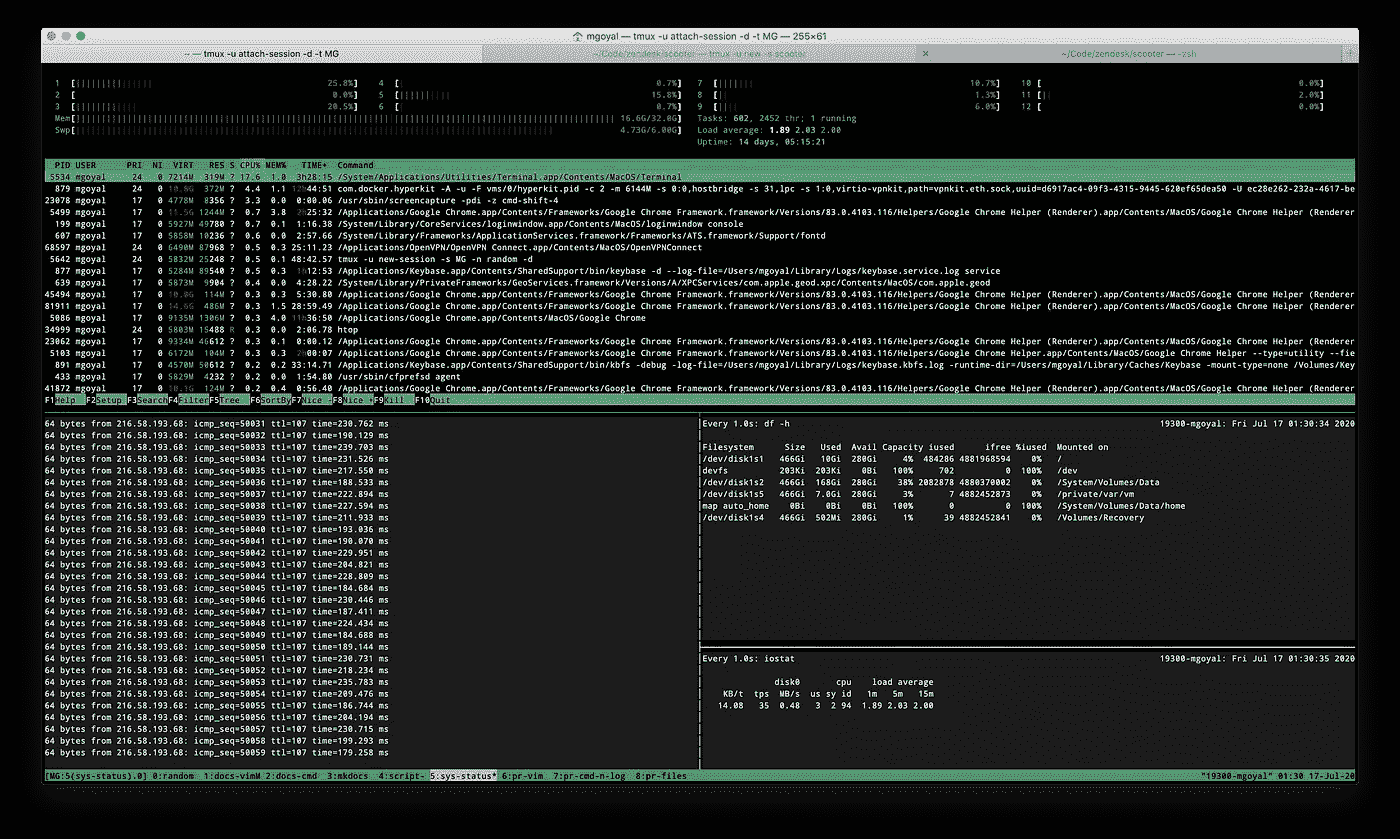 mgoyal — tmux -u attach-session -d -t MG — 255×61
~ — tmux -u attach-session -d -t MG
~/Code/zendesk/scooter — tmux -u new -s scooter
~/Code/zendesk/scooter — -zsh
1 [ 25.8%] 4 [ 0.7%] 7 [ 10.7%] 10 [ 0.0%]
2 [ 0.0%] 5 [ 15.8%] 8 [ 1.3%] 11 [ 2.0%]
3 [ 20.5%] 6 [ 0.7%] 9 [ 6.0%] 12 [ 0.0%]
Mem[ 16.6G/32.0G] Tasks: 602, 2452 thr; 1 running
Swp[ 4.73G/6.00G] Load average: 1.89 2.03 2.00
Uptime: 14 days, 05:15:21
PID USER PRI NI VIRT RES S CPU% MEM% TIME+ Command
5534 mgoyal 24 0 7214M 319M ? 17.6 1.0 3h28:15 /System/Applications/Utilities/Terminal.app/Contents/MacOS/Terminal -s
879 mgoyal 24 0 372M ? 4.4 1.1 44:51 com.docker.hyperkit -A -u -F vms/0/hyperkit.pid -c 2 -m 6144M -s 0:0,hostbridge -s 31,lpc -s 1:0,virtio-vpnkit,path=vpnkit.eth.sock,uuid=d6917ac4-09f3-4315-9445-620ef65dea50 -U ec28e262-232a-4617-be
23078 mgoyal 17 0 4778M 8356 ? 3.3 0.0 0:00.06 /usr/sbin/screencapture -pdi -z cmd-shift-4
5499 mgoyal 17 0 1244M ? 0.7 3.8 25:32 /Applications/Google Chrome.app/Contents/Frameworks/Google Chrome Framework.framework/Versions/83.0.4103.116/Helpers/Google Chrome Helper (Renderer).app/Contents/MacOS/Google Chrome Helper (Renderer
199 mgoyal 17 0 5927M 49780 ? 0.7 0.1 1:16.38 /System/Library/CoreServices/loginwindow.app/Contents/MacOS/loginwindow console
607 mgoyal 17 0 5858M 10236 ? 0.6 0.0 2:57.66 /System/Library/Frameworks/ApplicationServices.framework/Frameworks/ATS.framework/Support/fontd
68597 mgoyal 24 0 6490M 87968 ? 0.5 0.3 25:11.23 /Applications/OpenVPN/OpenVPN Connect.app/Contents/MacOS/OpenVPNConnect
5642 mgoyal 24 0 5832M 25248 ? 0.5 0.1 48:42.57 tmux -u new-session -s MG -n random -d
877 mgoyal 17 0 5284M 89540 ? 0.5 0.3 12:53 /Applications/Keybase.app/Contents/SharedSupport/bin/keybase -d --log-file=/Users/mgoyal/Library/Logs/keybase.service.log service
639 mgoyal 17 0 5873M 9904 ? 0.4 0.0 4:28.22 /System/Library/PrivateFrameworks/GeoServices.framework/Versions/A/XPCServices/com.apple.geod.xpc/Contents/MacOS/com.apple.geod
45494 mgoyal 17 0 114M ? 0.3 0.3 5:30.80 /Applications/Google Chrome.app/Contents/Frameworks/Google Chrome Framework.framework/Versions/83.0.4103.116/Helpers/Google Chrome Helper (Renderer).app/Contents/MacOS/Google Chrome Helper (Renderer
81911 mgoyal 17 0 486M ? 0.3 1.5 28:59.49 /Applications/Google Chrome.app/Contents/Frameworks/Google Chrome Framework.framework/Versions/83.0.4103.116/Helpers/Google Chrome Helper (Renderer).app/Contents/MacOS/Google Chrome Helper (Renderer
5086 mgoyal 17 0 9135M 1306M ? 0.3 4.0 11h36:50 /Applications/Google Chrome.app/Contents/MacOS/Google Chrome
34999 mgoyal 24 0 5803M 15488 R 0.3 0.0 2:06.78 htop
23062 mgoyal 17 0 9334M 46612 ? 0.3 0.1 0:00.12 /Applications/Google Chrome.app/Contents/Frameworks/Google Chrome Framework.framework/Versions/83.0.4103.116/Helpers/Google Chrome Helper (Renderer).app/Contents/MacOS/Google Chrome Helper (Renderer
5103 mgoyal 17 0 6172M 104M ? 0.3 0.3 00:07 /Applications/Google Chrome.app/Contents/Frameworks/Google Chrome Framework.framework/Versions/83.0.4103.116/Helpers/Google Chrome Helper.app/Contents/MacOS/Google Chrome Helper --type=utility --fie
891 mgoyal 17 0 4570M 50612 ? 0.2 0.2 33:14.71 /Applications/Keybase.app/Contents/SharedSupport/bin/kbfs -debug -log-file=/Users/mgoyal/Library/Logs/keybase.kbfs.log -runtime-dir=/Users/mgoyal/Library/Caches/Keybase -mount-type=none /Volumes/Key
433 mgoyal 17 0 5829M 4232 ? 0.2 0.0 1:54.80 /usr/sbin/cfprefsd agent
41872 mgoyal 17 0 124M ? 0.2 0.4 0:56.40 /Applications/Google Chrome.app/Contents/Frameworks/Google Chrome Framework.framework/Versions/83.0.4103.116/Helpers/Google Chrome Helper (Renderer).app/Contents/MacOS/Google Chrome Helper (Renderer
F1Help F2Setup F3SearchF4FilterF5Tree F6SortByF7Nice -F8Nice +F9Kill F10Quit
64 bytes from 216.58.193.68: icmp_seq=50031 ttl=107 time=230.762 ms
64 bytes from 216.58.193.68: icmp_seq=50032 ttl=107 time=190.129 ms
64 bytes from 216.58.193.68: icmp_seq=50033 ttl=107 time=239.703 ms
64 bytes from 216.58.193.68: icmp_seq=50034 ttl=107 time=231.526 ms
64 bytes from 216.58.193.68: icmp_seq=50035 ttl=107 time=217.550 ms
64 bytes from 216.58.193.68: icmp_seq=50036 ttl=107 time=188.533 ms
64 bytes from 216.58.193.68: icmp_seq=50037 ttl=107 time=222.894 ms
64 bytes from 216.58.193.68: icmp_seq=50038 ttl=107 time=227.594 ms
64 bytes from 216.58.193.68: icmp_seq=50039 ttl=107 time=211.933 ms
64 bytes from 216.58.193.68: icmp_seq=50040 ttl=107 time=193.036 ms
64 bytes from 216.58.193.68: icmp_seq=50041 ttl=107 time=190.070 ms
64 bytes from 216.58.193.68: icmp_seq=50042 ttl=107 time=229.951 ms
64 bytes from 216.58.193.68: icmp_seq=50043 ttl=107 time=204.821 ms
64 bytes from 216.58.193.68: icmp_seq=50044 ttl=107 time=228.809 ms
64 bytes from 216.58.193.68: icmp_seq=50045 ttl=107 time=184.684 ms
64 bytes from 216.58.193.68: icmp_seq=50046 ttl=107 time=230.446 ms
64 bytes from 216.58.193.68: icmp_seq=50047 ttl=107 time=187.411 ms
64 bytes from 216.58.193.68: icmp_seq=50048 ttl=107 time=224.434 ms
64 bytes from 216.58.193.68: icmp_seq=50049 ttl=107 time=184.688 ms
64 bytes from 216.58.193.68: icmp_seq=50050 ttl=107 time=189.144 ms
64 bytes from 216.58.193.68: icmp_seq=50051 ttl=107 time=230.731 ms
64 bytes from 216.58.193.68: icmp_seq=50052 ttl=107 time=218.234 ms
64 bytes from 216.58.193.68: icmp_seq=50053 ttl=107 time=235.783 ms
64 bytes from 216.58.193.68: icmp_seq=50054 ttl=107 time=209.476 ms
64 bytes from 216.58.193.68: icmp_seq=50055 ttl=107 time=186.744 ms
64 bytes from 216.58.193.68: icmp_seq=50056 ttl=107 time=204.194 ms
64 bytes from 216.58.193.68: icmp_seq=50057 ttl=107 time=230.715 ms
64 bytes from 216.58.193.68: icmp_seq=50058 ttl=107 time=199.293 ms
64 bytes from 216.58.193.68: icmp_seq=50059 ttl=107 time=179.258 ms
Every 1.0s: df -h 19300-mgoyal: Fri Jul 17 01:30:34 2020
Filesystem Size Used Avail Capacity iused ifree %iused Mounted on
/dev/disk1s1 466Gi 10Gi 280Gi 4% 484286 4881968594 0% /
devfs 203Ki 203Ki 0Bi 100% 702 0 100% /dev
/dev/disk1s2 466Gi 168Gi 280Gi 38% 2082878 4880370002 0% /System/Volumes/Data
/dev/disk1s5 466Gi 7.0Gi 280Gi 3% 7 4882452873 0% /private/var/vm
map auto_home 0Bi 0Bi 0Bi 100% 0 0 100% /System/Volumes/Data/home
/dev/disk1s4 466Gi 502Mi 280Gi 1% 39 4882452841 0% /Volumes/Recovery
Every 1.0s: iostat 19300-mgoyal: Fri Jul 17 01:30:35 2020
disk0 cpu load average
KB/t tps MB/s us sy id 1m 5m 15m
14.08 35 0.48 3 2 94 1.89 2.03 2.00
[MG:5(sys-status).0] 0:random 1:docs-vimW 2:docs-cmd 3:mkdocs 4:script- 5:sys-status* 6:pr-vim 7:pr-cmd-n-log 8:pr-files "19300-mgoyal" 01:30 17-Jul-20